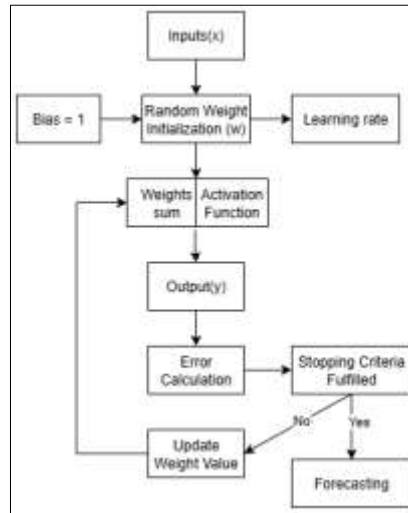 Inputs(x)
Bias = 1
Random Weight
Initialization (w)
Learning rate
Weights
sum
Activation
Function
Output(y)
Error
Calculation
Stopping Criteria
Fulfilled
No
Yes
Update
Weight Value
Forecasting